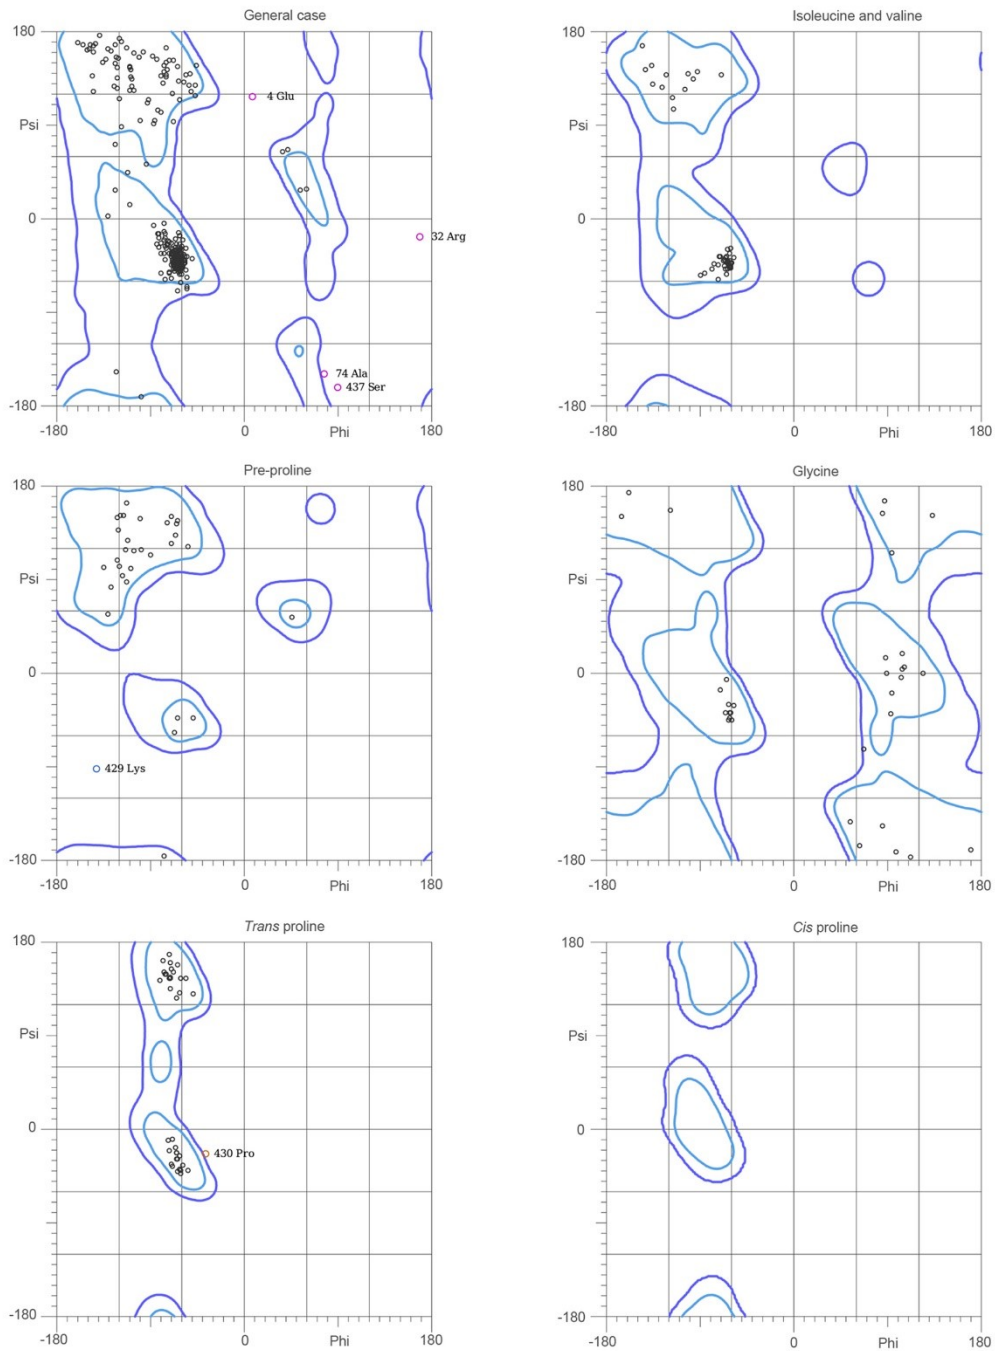 General case
180
Psi
0
-180
-180
0
Phi
180
4 Glu
32 Arg
74 Ala
437 Ser
Isoleucine and valine
180
Psi
0
-180
-180
0
Phi
180
Pre-proline
180
Psi
0
-180
-180
0
Phi
180
429 Lys
Glycine
180
Psi
0
-180
-180
0
Phi
180
Trans proline
180
Psi
0
-180
-180
0
Phi
180
430 Pro
Cis proline
180
Psi
0
-180
-180
0
Phi
180